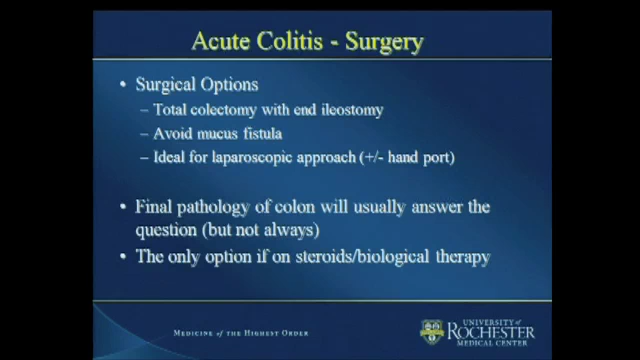 Acute Colitis - Surgery
• Surgical Options
– Total colectomy with end ileostomy
– Avoid mucus fistula
– Ideal for laparoscopic approach (+/- hand port)
• Final pathology of colon will usually answer the
question (but not always)
• The only option if on steroids/biological therapy
MEDICINE of the HIGHEST ORDER
UNIVERSITY of
ROCHESTER
MEDICAL CENTER